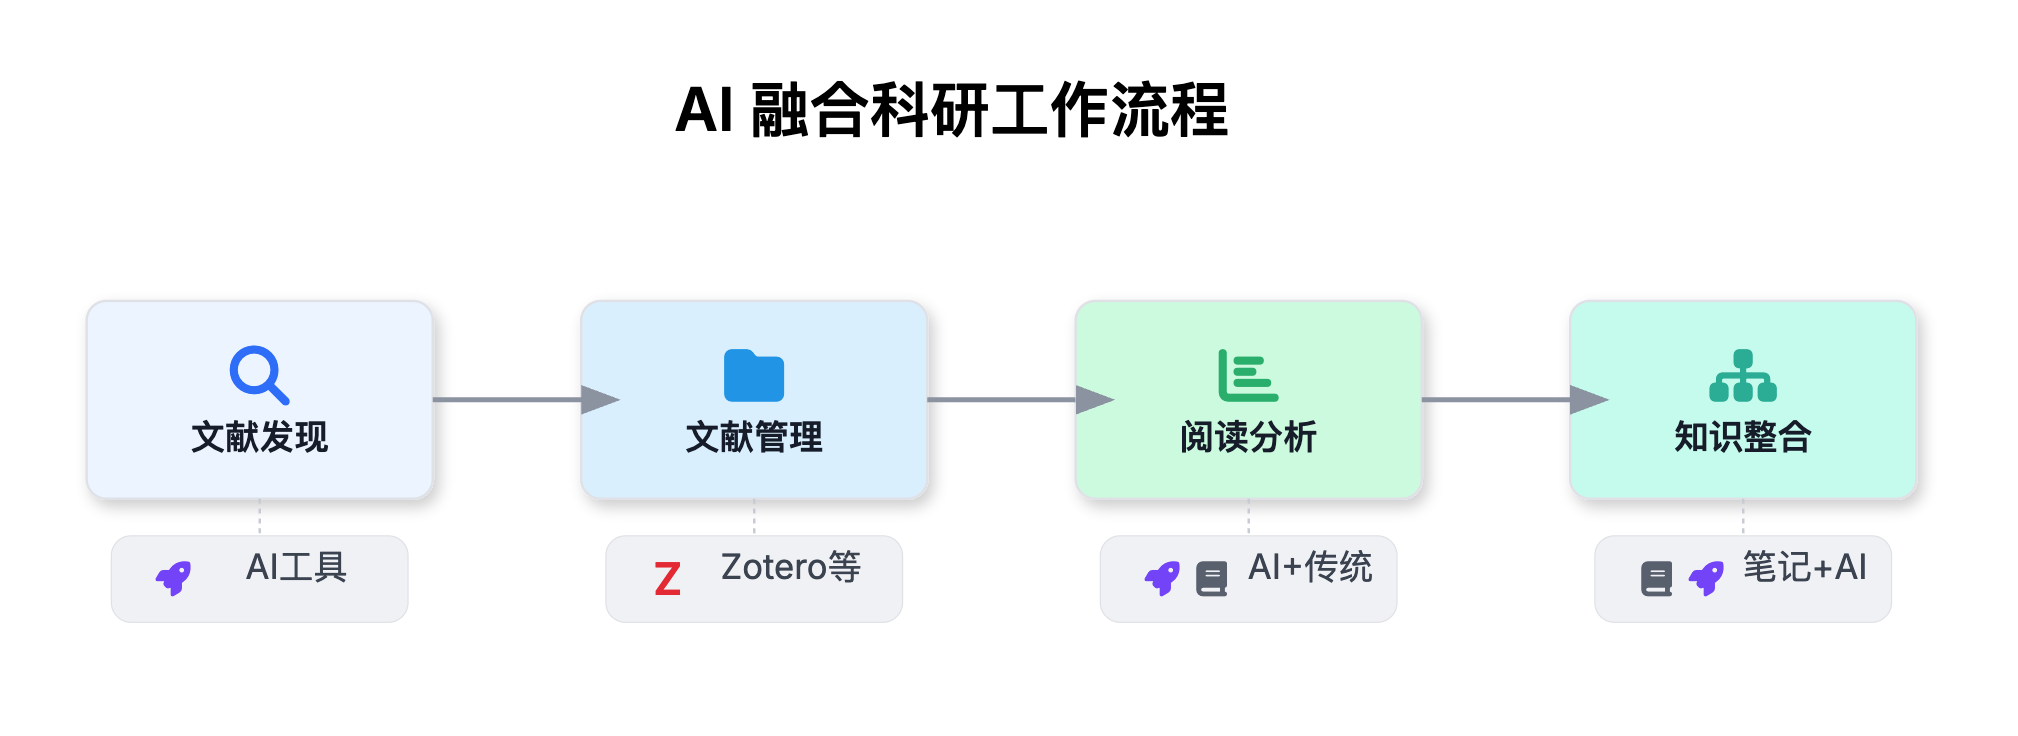 AI 融合科研工作流程
文献发现
文献管理
阅读分析
知识整合
AI工具
Z Zotero等
AI+传统
笔记+AI